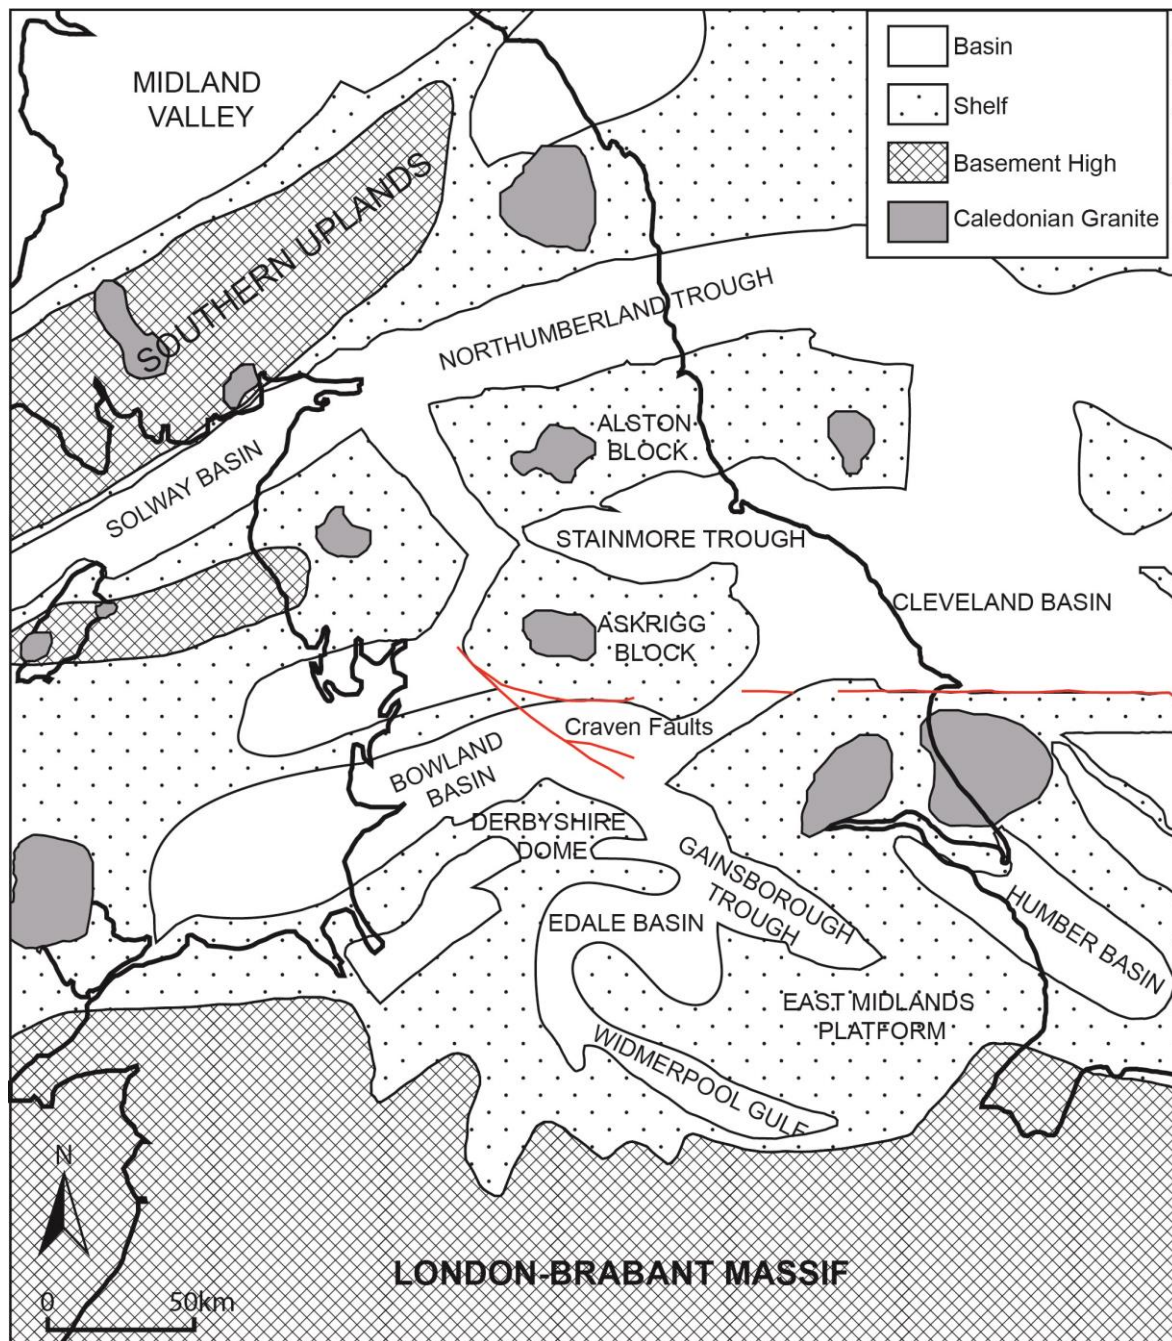 MIDLAND
VALLEY
Basin
Shelf
Basement High
Caledonian Granite
SOUTHERN UPLANDS
NORTHUMBERLAND TROUGH
ALSTON
BLOCK
SOLWAY BASIN
STAINMORE TROUGH
CLEVELAND BASIN
ASKRIGG
BLOCK
Craven Faults
BOWLAND
BASIN
DERBYSHIRE
DOME
GAINSBOROUGH
TROUGH
EDALE BASIN
HUMBER BASIN
EAST MIDLANDS
PLATFORM
WIDMERPOOL GULF
N
LONDON-BRABANT MASSIF
0 50km